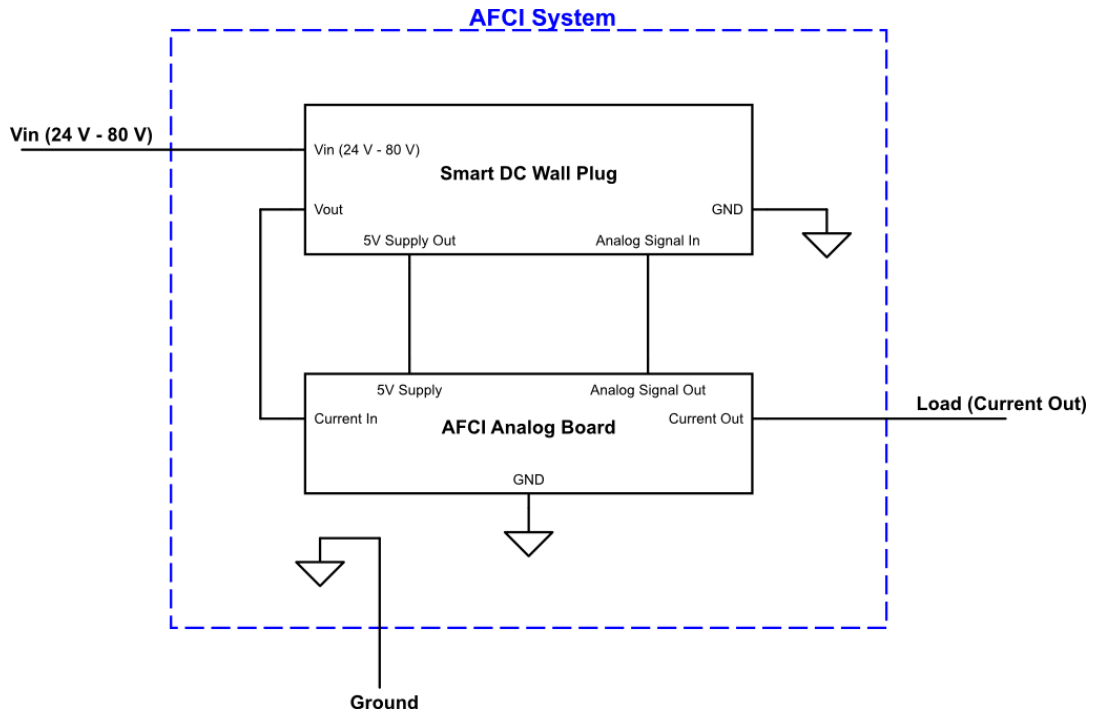 AFCI System
Vin (24 V - 80 V)
Vin (24 V - 80 V)
Smart DC Wall Plug
Vout
GND
5V Supply Out
Analog Signal In
5V Supply
Analog Signal Out
Current In
Current Out
AFCI Analog Board
Load (Current Out)
GND
Ground